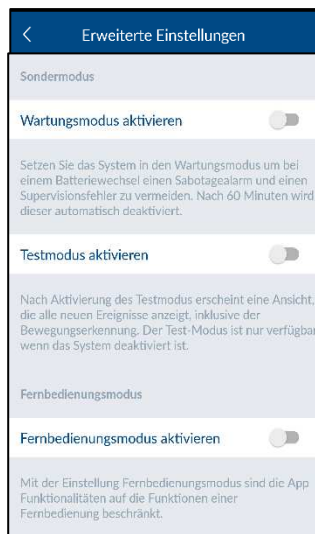 Erweiterte Einstellungen
Sondermodus
Wartungsmodus aktivieren
Setzen Sie das System in den Wartungsmodus um bei
einem Batteriewechsel einen Sabotagealarm und einen
Supervisionsfehler zu vermeiden. Nach 60 Minuten wird
dieser automatisch deaktiviert.
Testmodus aktivieren
Nach Aktivierung des Testmodus erscheint eine Ansicht,
die alle neuen Ereignisse anzeigt, inklusive der
Bewegungserkennung. Der Test-Modus ist nur verfügbar
wenn das System deaktiviert ist.
Fernbedienungsmodus
Fernbedienungsmodus aktivieren
Mit der Einstellung Fernbedienungsmodus sind die App
Funktionalitäten auf die Funktionen einer
Fernbedienung beschränkt.